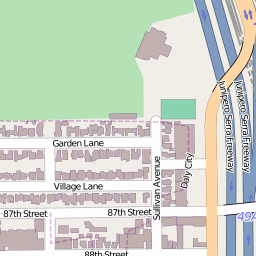 Junipero Serra Freeway
Junipero Serra Freeway
Garden Lane
Sullivan Avenue
Daly City
Village Lane
87th Street
87th Street
88th Street